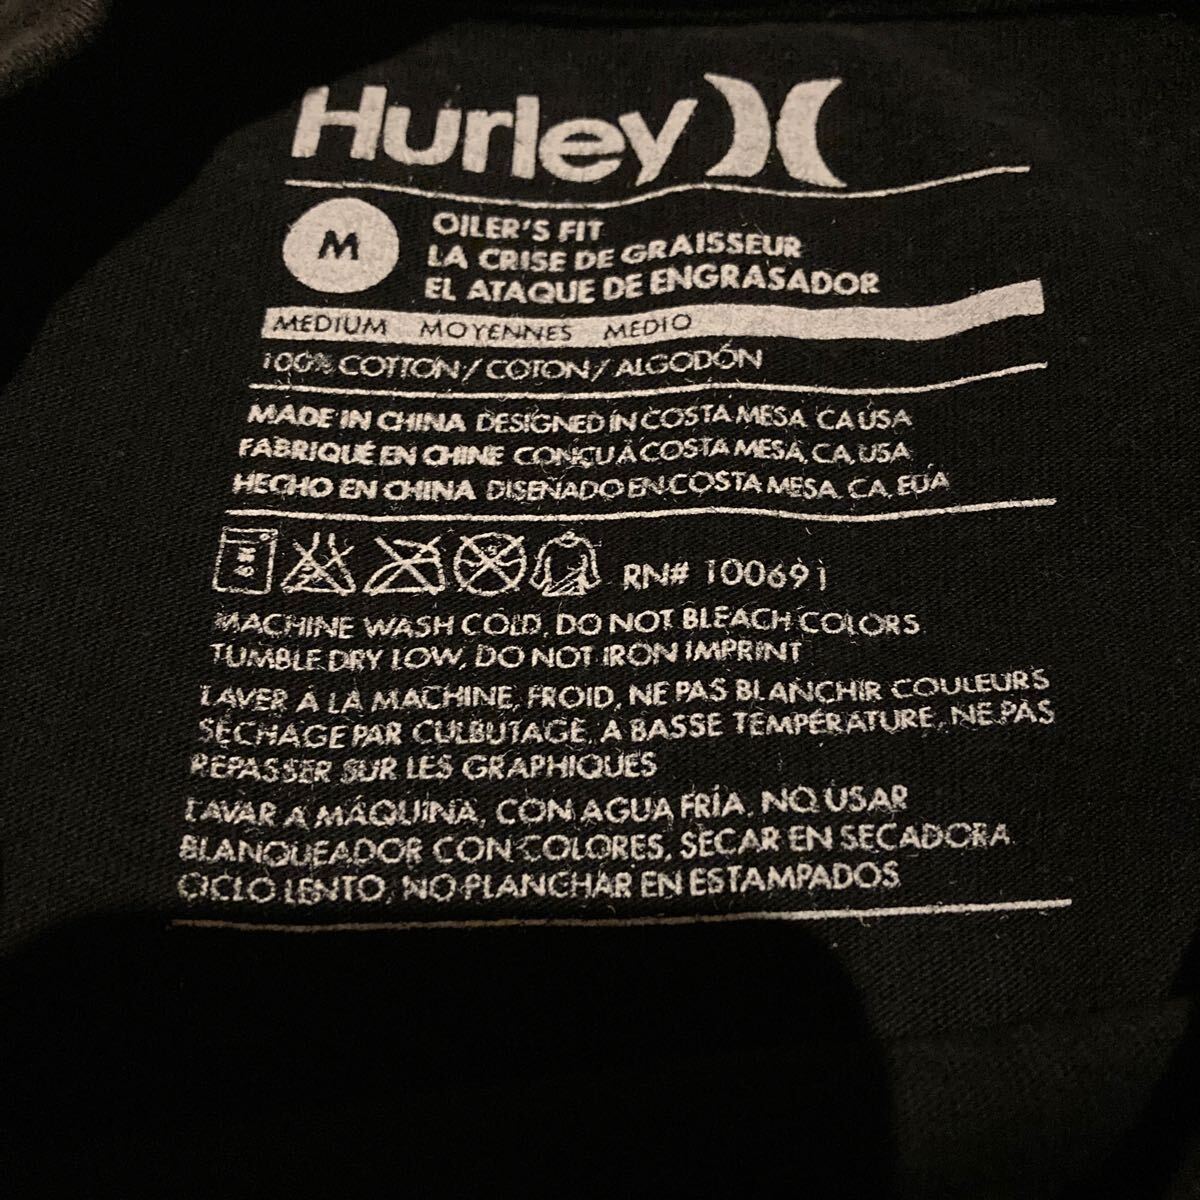 Hurley
M
OILER'S FIT
LA CRISE DE GRAISSEUR
EL ATAQUE DE ENGRASADOR
MEDIUM MOYENNES MEDIO
100% COTTON/COTON/ALGODÓN
MADE IN CHINA DESIGNED IN COSTA MESA CA USA
FABRIQUÉ EN CHINE CONÇU À COSTA MESA, CA, USA
HECHO EN CHINA DISEÑADO EN COSTA MESA, CA, EUA
RN# 100691
MACHINE WASH COLD, DO NOT BLEACH COLORS
TUMBLE DRY LOW, DO NOT IRON IMPRINT
LAVER À LA MACHINE, FROID, NE PAS BLANCHIR COULEURS
SÉCHAGE PAR CULBUTAGE, A BASSE TEMPÉRATURE, NE PAS
REPASSER SUR LES GRAPHIQUES
LAVAR A MÁQUINA, CON AGUA FRÍA, NO USAR
BLANQUEADOR CON COLORES, SECAR EN SECADORA
CICLO LENTO, NO PLANCHAR EN ESTAMPADOS